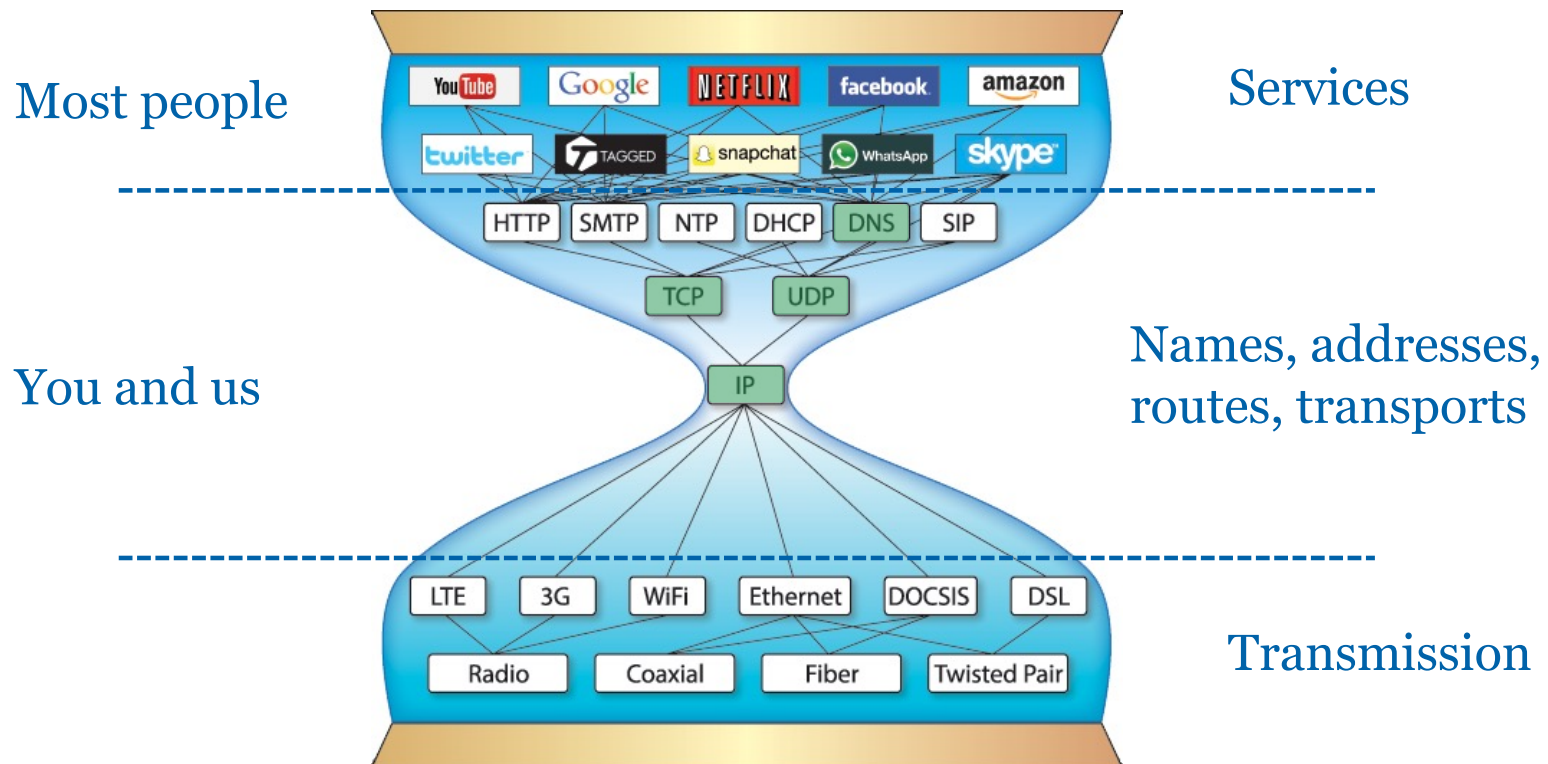 Most people
YouTube
Google
NETFLIX
facebook
amazon
Services
twitter
TAGGED
snapchat
WhatsApp
skype
HTTP
SMTP
NTP
DHCP
DNS
SIP
TCP
UDP
You and us
IP
Names, addresses,
routes, transports
LTE
3G
WiFi
Ethernet
DOCSIS
DSL
Radio
Coaxial
Fiber
Twisted Pair
Transmission